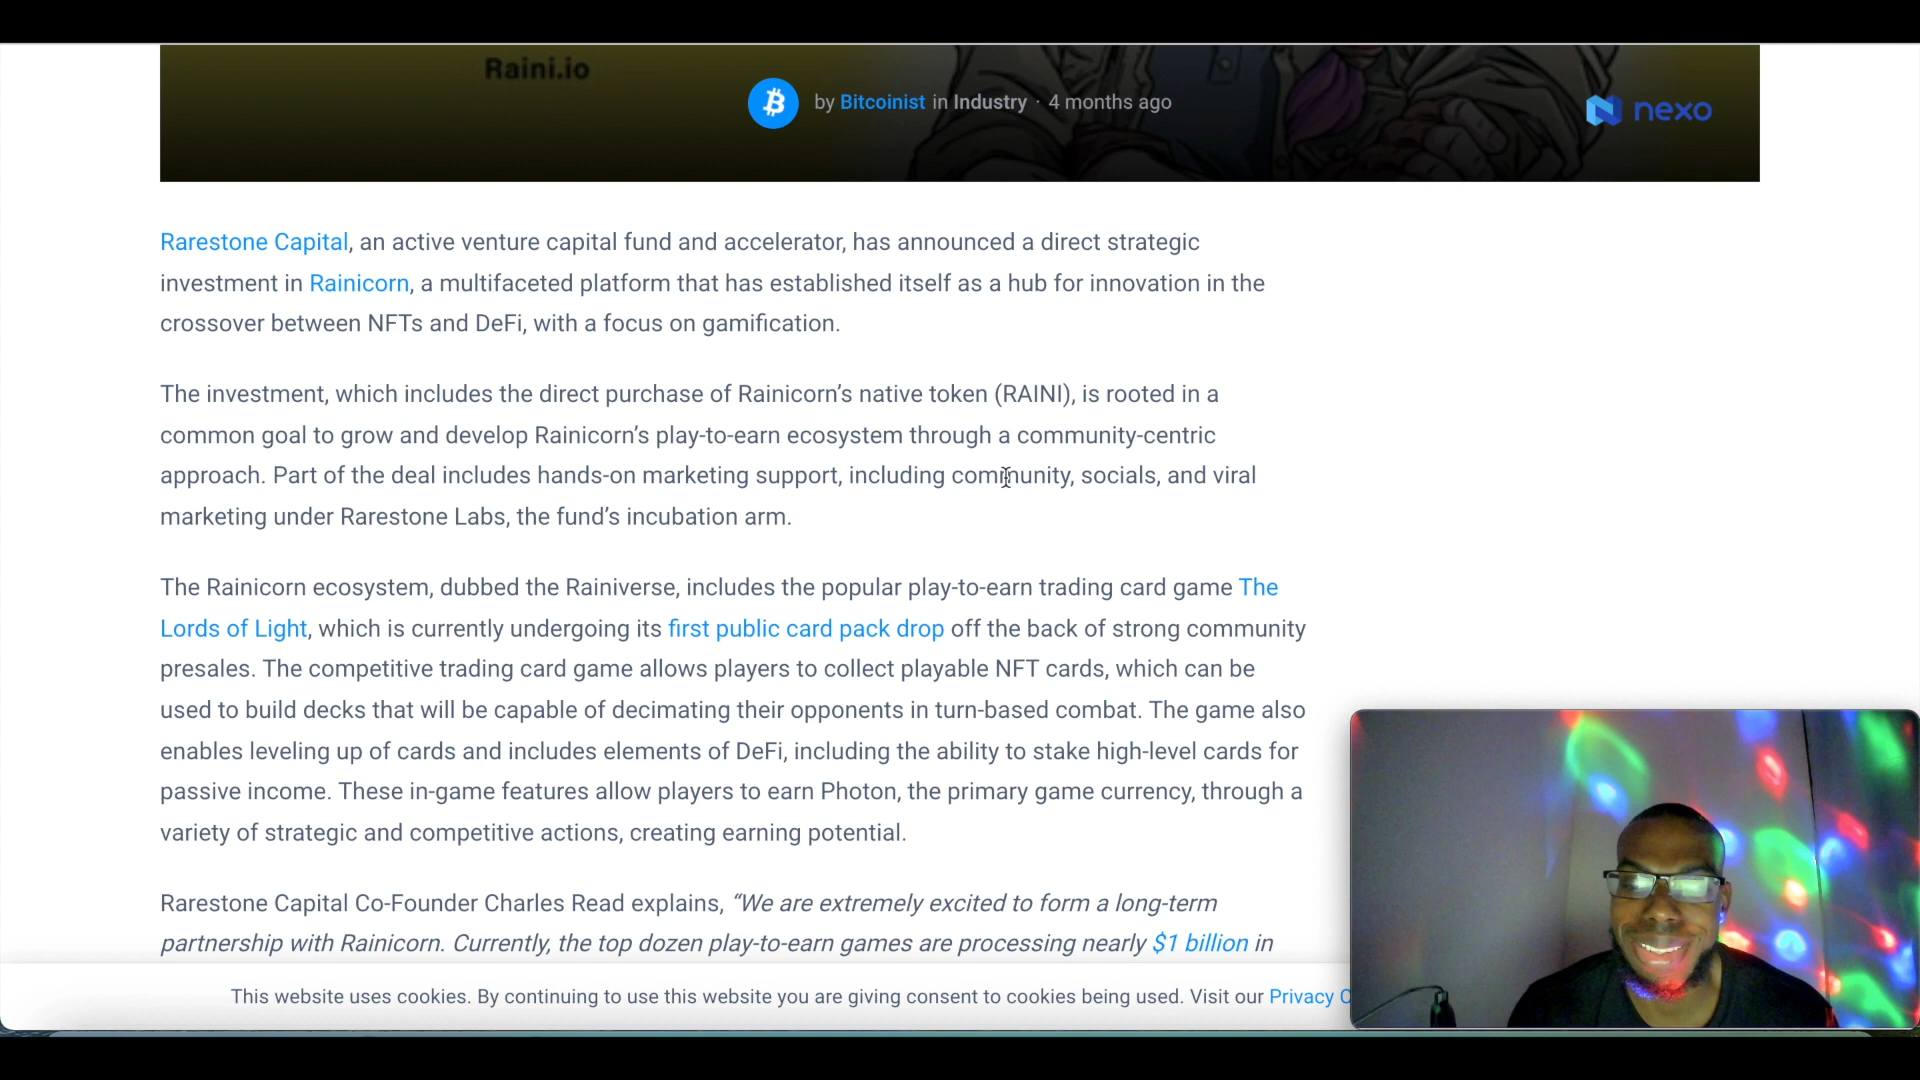 Raini.io
by Bitcoinist in Industry · 4 months ago
nexo
Rarestone Capital, an active venture capital fund and accelerator, has announced a direct strategic
investment in Rainicorn, a multifaceted platform that has established itself as a hub for innovation in the
crossover between NFTs and DeFi, with a focus on gamification.
The investment, which includes the direct purchase of Rainicorn’s native token (RAINI), is rooted in a
common goal to grow and develop Rainicorn’s play-to-earn ecosystem through a community-centric
approach. Part of the deal includes hands-on marketing support, including community, socials, and viral
marketing under Rarestone Labs, the fund’s incubation arm.
The Rainicorn ecosystem, dubbed the Rainiverse, includes the popular play-to-earn trading card game The
Lords of Light, which is currently undergoing its first public card pack drop off the back of strong community
presales. The competitive trading card game allows players to collect playable NFT cards, which can be
used to build decks that will be capable of decimating their opponents in turn-based combat. The game also
enables leveling up of cards and includes elements of DeFi, including the ability to stake high-level cards for
passive income. These in-game features allow players to earn Photon, the primary game currency, through a
variety of strategic and competitive actions, creating earning potential.
Rarestone Capital Co-Founder Charles Read explains, “We are extremely excited to form a long-term
partnership with Rainicorn. Currently, the top dozen play-to-earn games are processing nearly $1 billion in
This website uses cookies. By continuing to use this website you are giving consent to cookies being used. Visit our Privacy